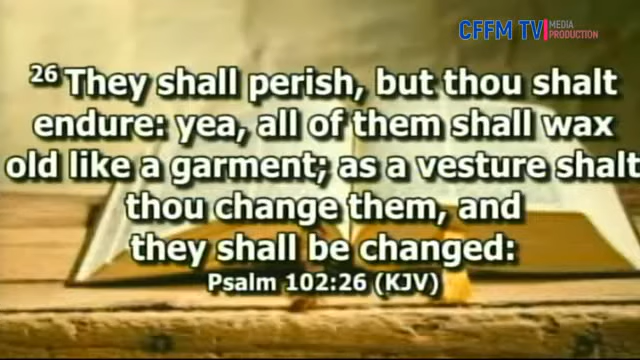 CFFM TV MEDIA
PRODUCTION
26 They shall perish, but thou shalt
endure: yea, all of them shall wax
old like a garment; as a vesture shalt
thou change them, and
they shall be changed:
Psalm 102:26 (KJV)